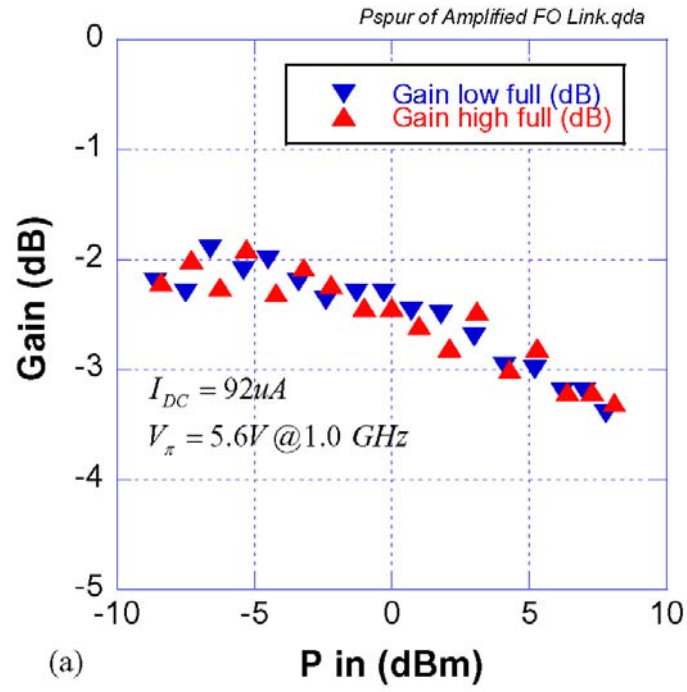 Pspur of Amplified FO Link.qda
0
Gain low full (dB)
Gain high full (dB)
-1
-2
Gain (dB)
-3
I_DC = 92uA
V_π = 5.6V @1.0 GHz
-4
-5
-10 -5 0 5 10
(a) P in (dBm)